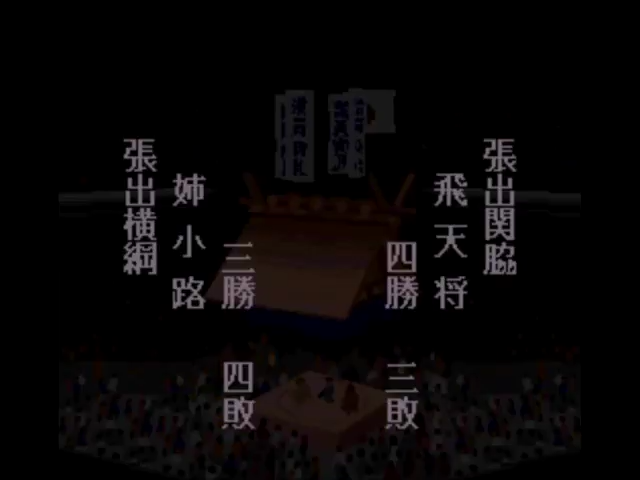 張出関脇
飛天将
四勝 三敗
張出横綱
姉小路
三勝 四敗